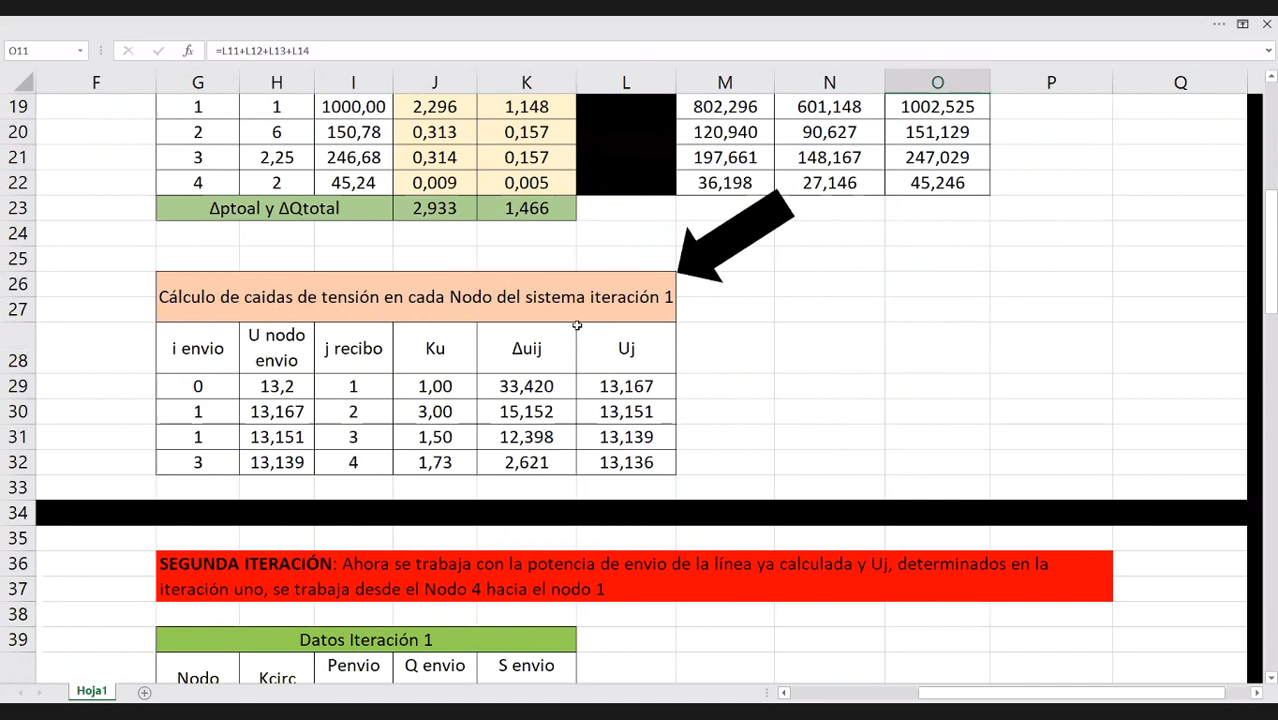 O11 fx =L11+L12+L13+L14
F G H I J K L M N O P Q
19 1 1 1000,00 2,296 1,148 802,296 601,148 1002,525
20 2 6 150,78 0,313 0,157 120,940 90,627 151,129
21 3 2,25 246,68 0,314 0,157 197,661 148,167 247,029
22 4 2 45,24 0,009 0,005 36,198 27,146 45,246
23 Δptoal y ΔQtotal 2,933 1,466
24
25
26
Cálculo de caidas de tensión en cada Nodo del sistema iteración 1
27
U nodo
28 i envio envio j recibo Ku Δuij Uj
29 0 13,2 1 1,00 33,420 13,167
30 1 13,167 2 3,00 15,152 13,151
31 1 13,151 3 1,50 12,398 13,139
32 3 13,139 4 1,73 2,621 13,136
33
34
35
36 SEGUNDA ITERACIÓN: Ahora se trabaja con la potencia de envio de la línea ya calculada y Uj, determinados en la
37 iteración uno, se trabaja desde el Nodo 4 hacia el nodo 1
38
39 Datos Iteración 1
Penvio Q envio S envio
Nodo Kcirc
Hoja1